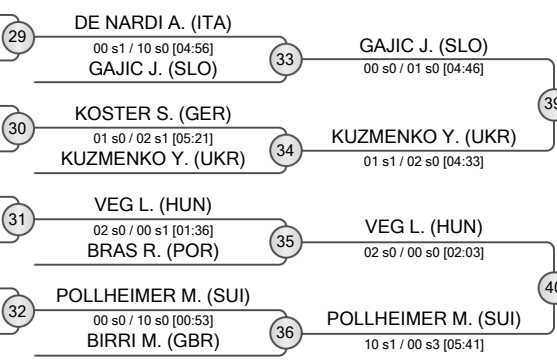 DE NARDI A. (ITA)
29
00 s1 / 10 s0 [04:56]
GAJIC J. (SLO)
33
GAJIC J. (SLO)
00 s0 / 01 s0 [04:46]
39
KOSTER S. (GER)
30
01 s0 / 02 s1 [05:21]
KUZMENKO Y. (UKR)
34
KUZMENKO Y. (UKR)
01 s1 / 02 s0 [04:33]
VEG L. (HUN)
31
02 s0 / 00 s1 [01:36]
BRAS R. (POR)
35
VEG L. (HUN)
02 s0 / 00 s0 [02:03]
40
POLLHEIMER M. (SUI)
32
00 s0 / 10 s0 [00:53]
BIRRI M. (GBR)
36
POLLHEIMER M. (SUI)
10 s1 / 00 s3 [05:41]